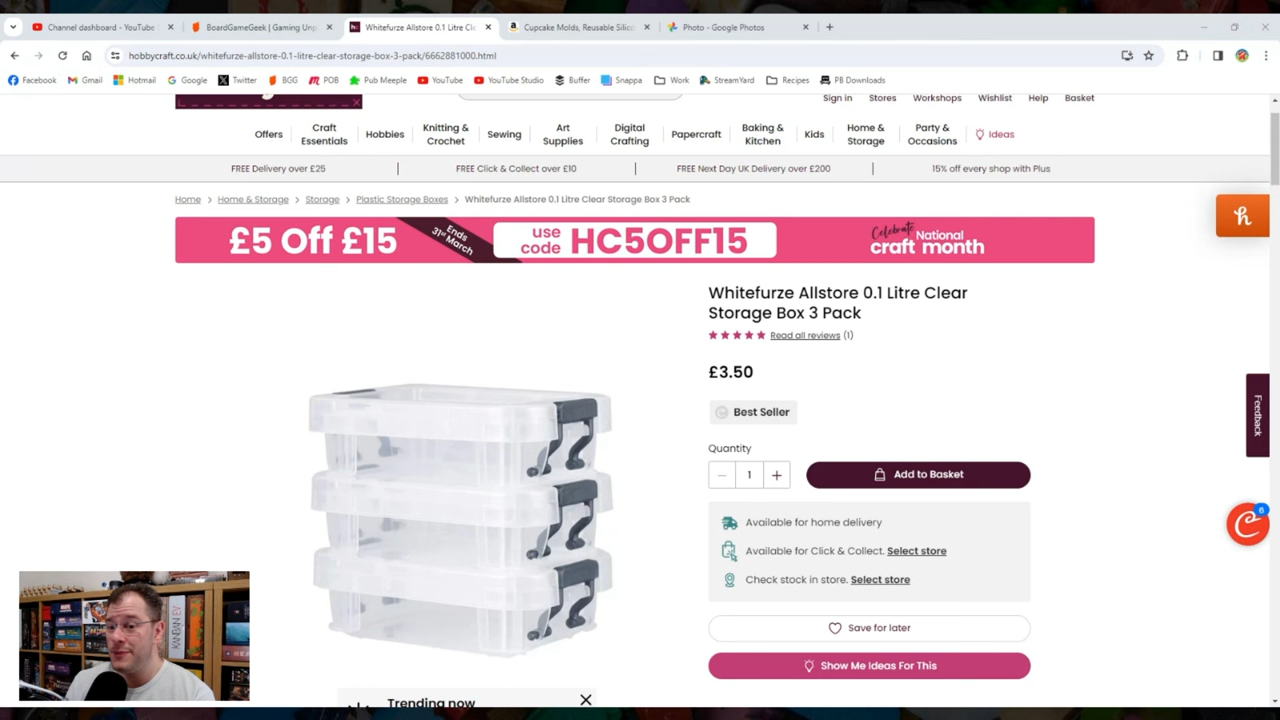 Channel dashboard - YouTube
BoardGameGeek | Gaming Unp
Whitefurze Allstore 0.1 Litre Cle
Cupcake Molds, Reusable Silico
Photo - Google Photos
hobbycraft.co.uk/whitefurze-allstore-0.1-litre-clear-storage-box-3-pack/6662881000.html
Facebook
Gmail
Hotmail
Google
Twitter
BGG
POB
Pub Meeple
YouTube
YouTube Studio
Buffer
Snappa
Work
StreamYard
Recipes
PB Downloads
Sign in
Stores
Workshops
Wishlist
Help
Basket
Offers
Craft
Essentials
Hobbies
Knitting &
Crochet
Sewing
Art
Supplies
Digital
Crafting
Papercraft
Baking &
Kitchen
Kids
Home &
Storage
Party &
Occasions
Ideas
FREE Delivery over £25
FREE Click & Collect over £10
FREE Next Day UK Delivery over £200
15% off every shop with Plus
Home
Home & Storage
Storage
Plastic Storage Boxes
Whitefurze Allstore 0.1 Litre Clear Storage Box 3 Pack
£5 Off £15
Ends
31st March
use
code
HC5OFF15
Celebrate National
craft month
Whitefurze Allstore 0.1 Litre Clear
Storage Box 3 Pack
Read all reviews (1)
£3.50
Best Seller
Quantity
1
Add to Basket
Available for home delivery
Available for Click & Collect. Select store
Check stock in store. Select store
Save for later
Show Me Ideas For This
Trending now
Feedback
6
KANBAN EV